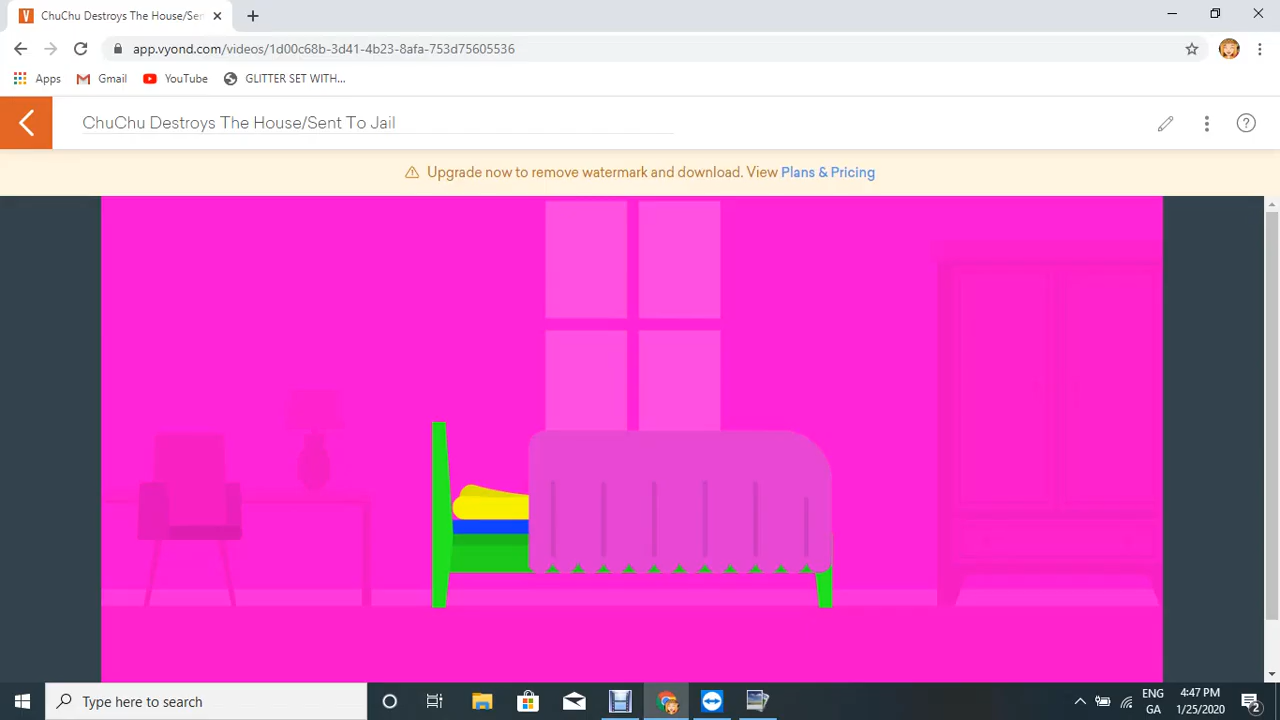 ChuChu Destroys The House/Sen
app.vyond.com/videos/1d00c68b-3d41-4b23-8afa-753d75605536
Apps
Gmail
YouTube
GLITTER SET WITH...
ChuChu Destroys The House/Sent To Jail
Upgrade now to remove watermark and download. View Plans & Pricing
Type here to search
ENG
GA
4:47 PM
1/25/2020
2